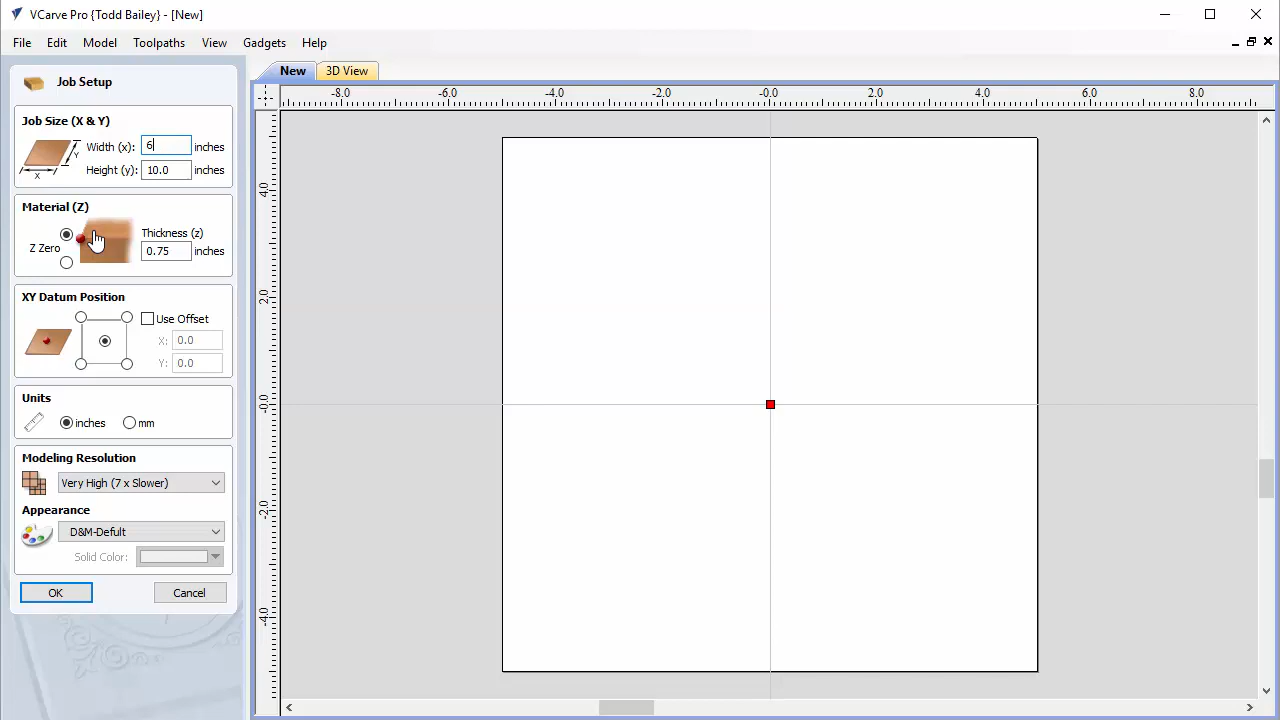 VCarve Pro {Todd Bailey} - [New]
File Edit Model Toolpaths View Gadgets Help
Job Setup
Job Size (X & Y)
Width (x): 6 inches
Height (y): 10.0 inches
Y
X
Material (Z)
Z Zero
Thickness (z)
0.75 inches
XY Datum Position
Use Offset
X: 0.0
Y: 0.0
Units
inches mm
Modeling Resolution
Very High (7 x Slower)
Appearance
D&M-Defult
Solid Color:
OK Cancel
New 3D View
-8.0 -6.0 -4.0 -2.0 -0.0 2.0 4.0 6.0 8.0
4.0
2.0
-0.0
-2.0
-4.0